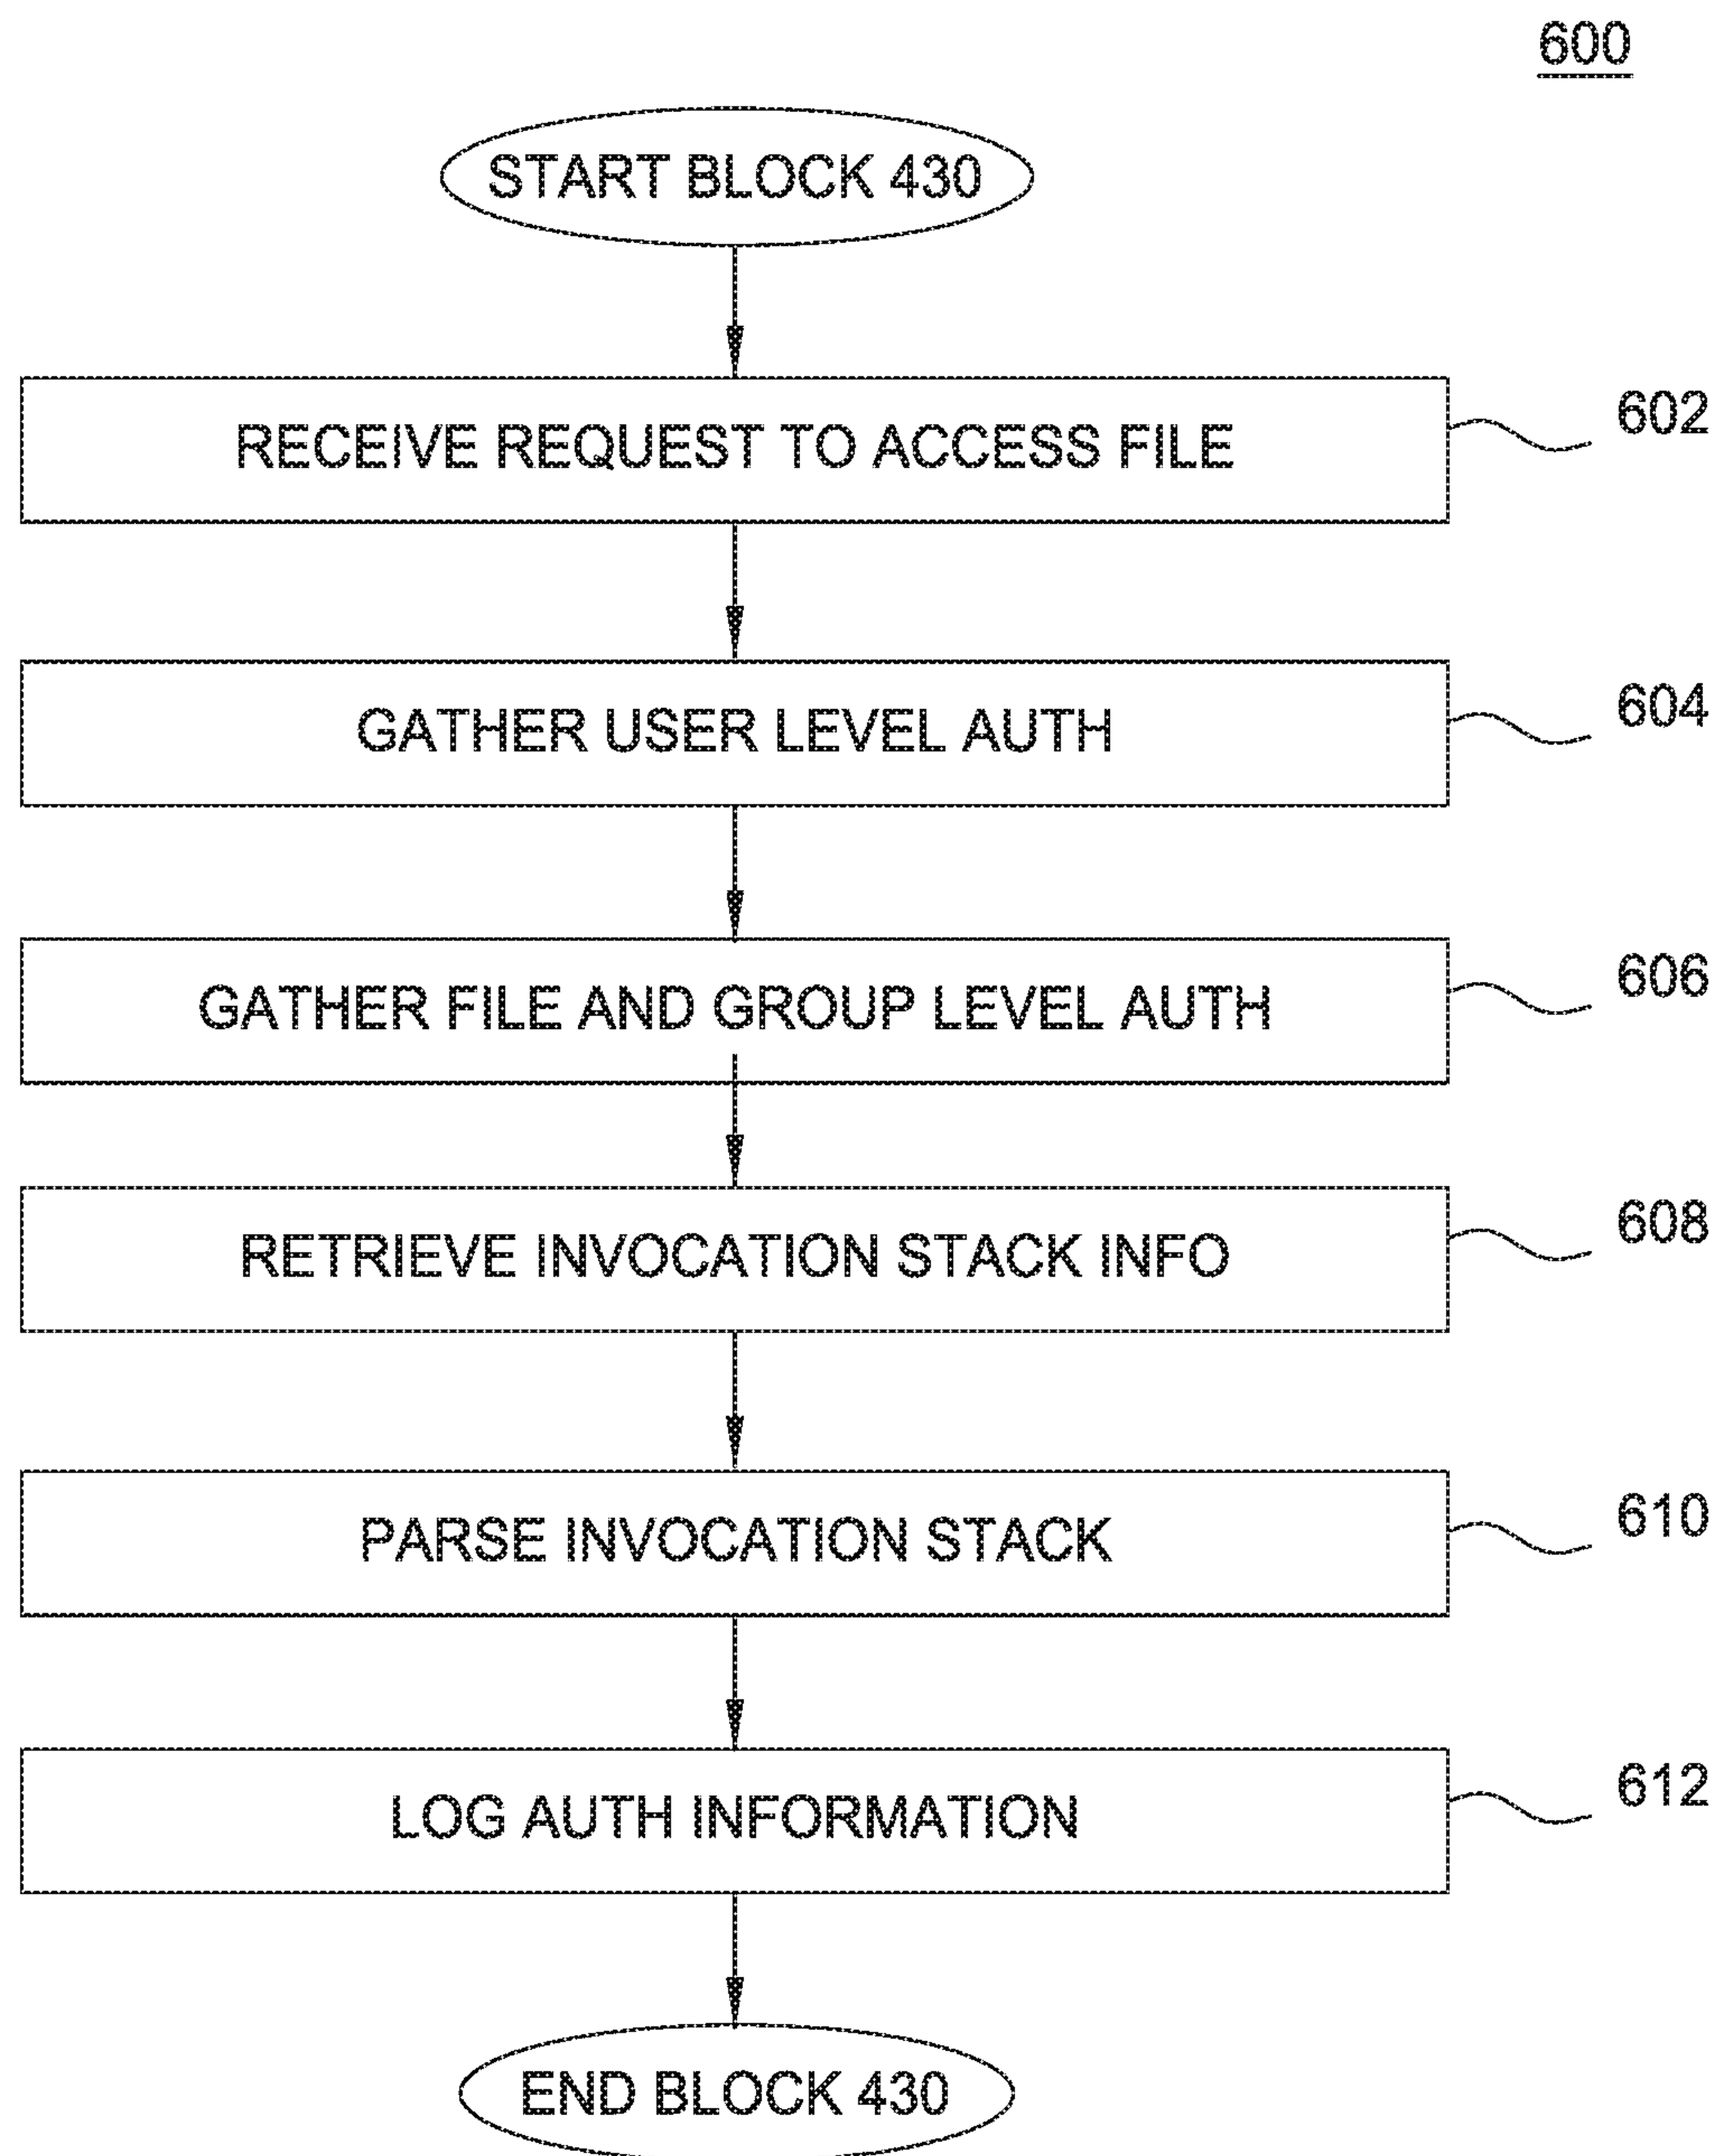 600
START BLOCK 430
RECEIVE REQUEST TO ACCESS FILE
602
GATHER USER LEVEL AUTH
604
GATHER FILE AND GROUP LEVEL AUTH
606
RETRIEVE INVOCATION STACK INFO
608
PARSE INVOCATION STACK
610
LOG AUTH INFORMATION
612
END BLOCK 430